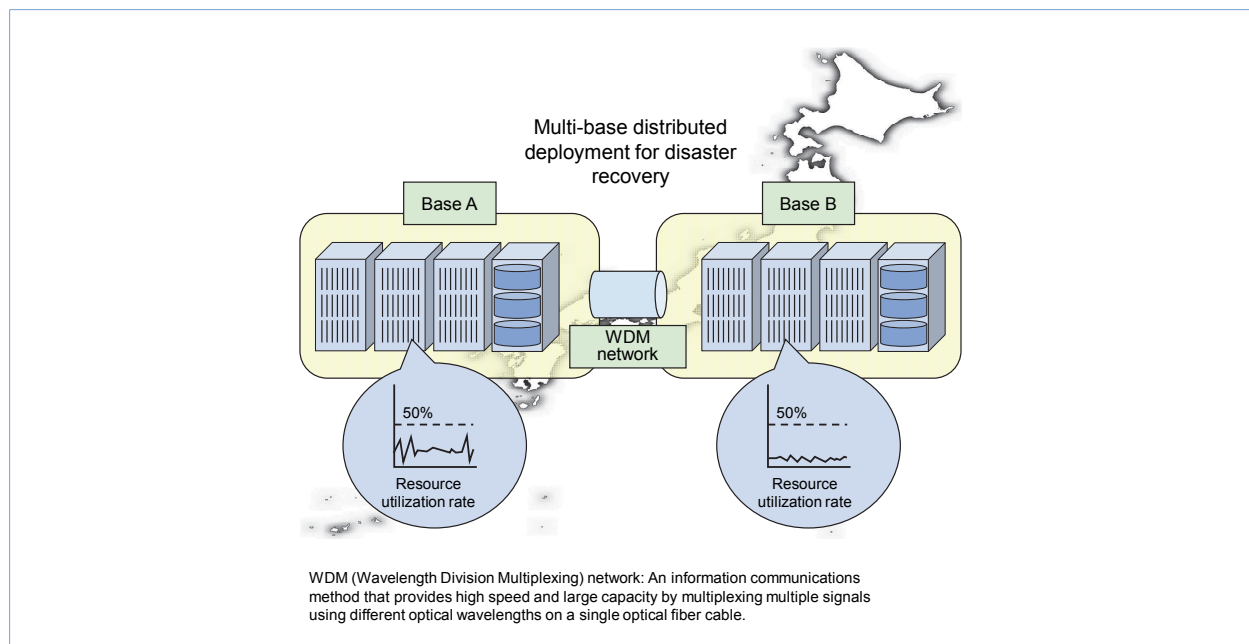 Multi-base distributed
deployment for disaster
recovery
Base A
Base B
WDM
network
50%
Resource
utilization rate
50%
Resource
utilization rate
WDM (Wavelength Division Multiplexing) network: An information communications
method that provides high speed and large capacity by multiplexing multiple signals
using different optical wavelengths on a single optical fiber cable.